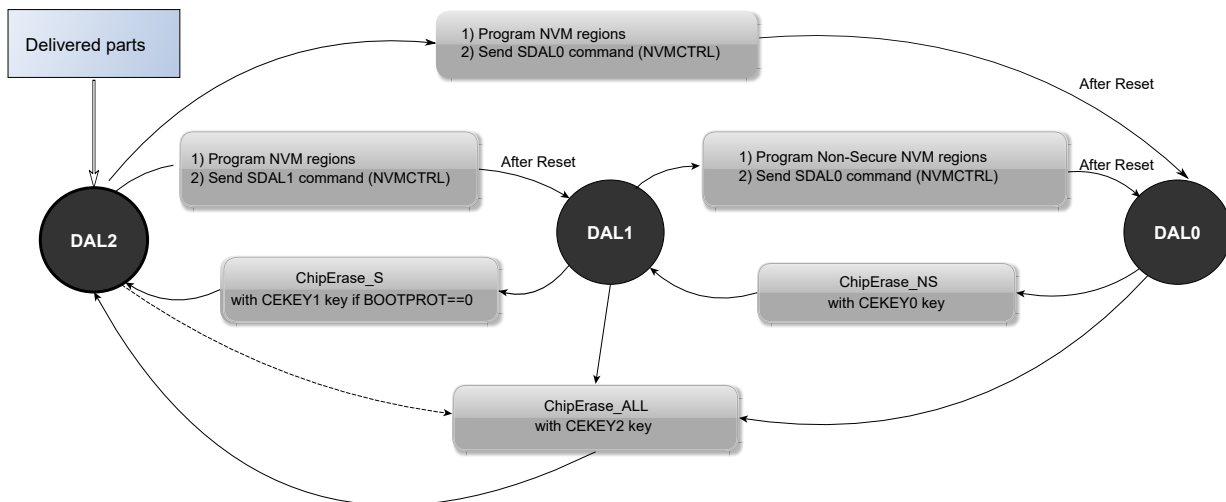 Delivered parts
1) Program NVM regions
2) Send SDAL0 command (NVMCTRL)
After Reset
1) Program NVM regions
2) Send SDAL1 command (NVMCTRL)
After Reset
1) Program Non-Secure NVM regions
2) Send SDAL0 command (NVMCTRL)
After Reset
DAL2
DAL1
DAL0
ChipErase_S
with CEKEY1 key if BOOTPROT==0
ChipErase_NS
with CEKEY0 key
ChipErase_ALL
with CEKEY2 key